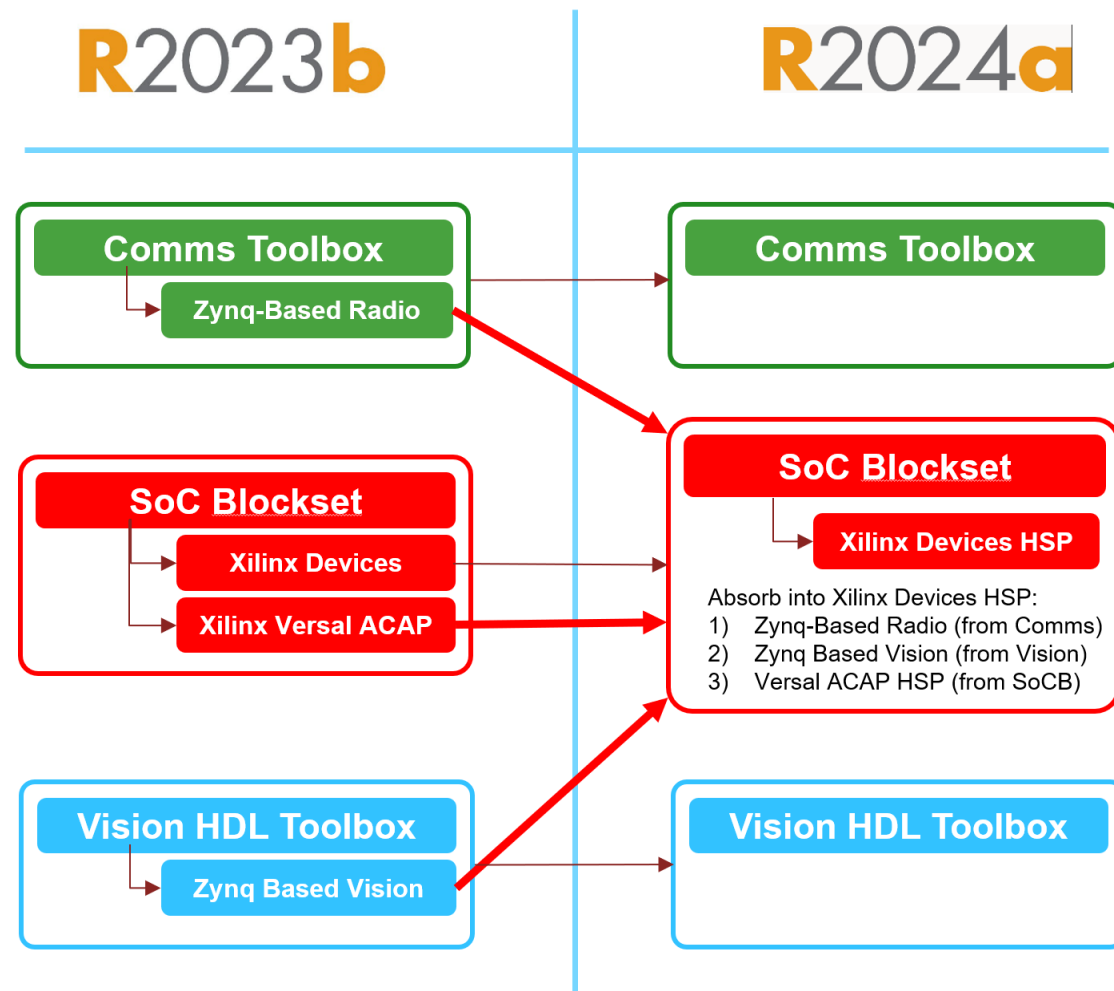 R2023b
R2024a
Comms Toolbox
Zynq-Based Radio
Comms Toolbox
SoC Blockset
Xilinx Devices
Xilinx Versal ACAP
SoC Blockset
Xilinx Devices HSP
Absorb into Xilinx Devices HSP:
1) Zynq-Based Radio (from Comms)
2) Zynq Based Vision (from Vision)
3) Versal ACAP HSP (from SoCB)
Vision HDL Toolbox
Zynq Based Vision
Vision HDL Toolbox